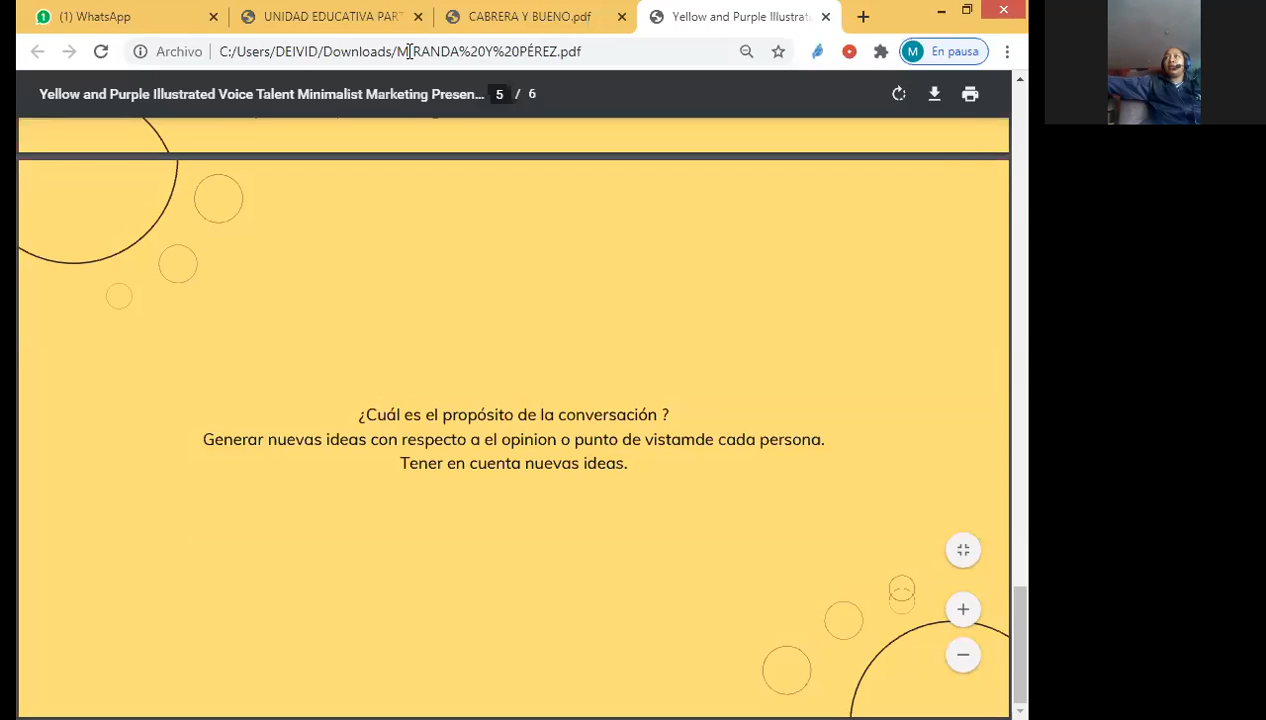 1
(1) WhatsApp
UNIDAD EDUCATIVA PART
CABRERA Y BUENO.pdf
Yellow and Purple Illustrat
Archivo
C:/Users/DEIVID/Downloads/MIRANDA%20Y%20PÉREZ.pdf
M
En pausa
Yellow and Purple Illustrated Voice Talent Minimalist Marketing Presen...
5 / 6
¿Cuál es el propósito de la conversación ?
Generar nuevas ideas con respecto a el opinion o punto de vistamde cada persona.
Tener en cuenta nuevas ideas.